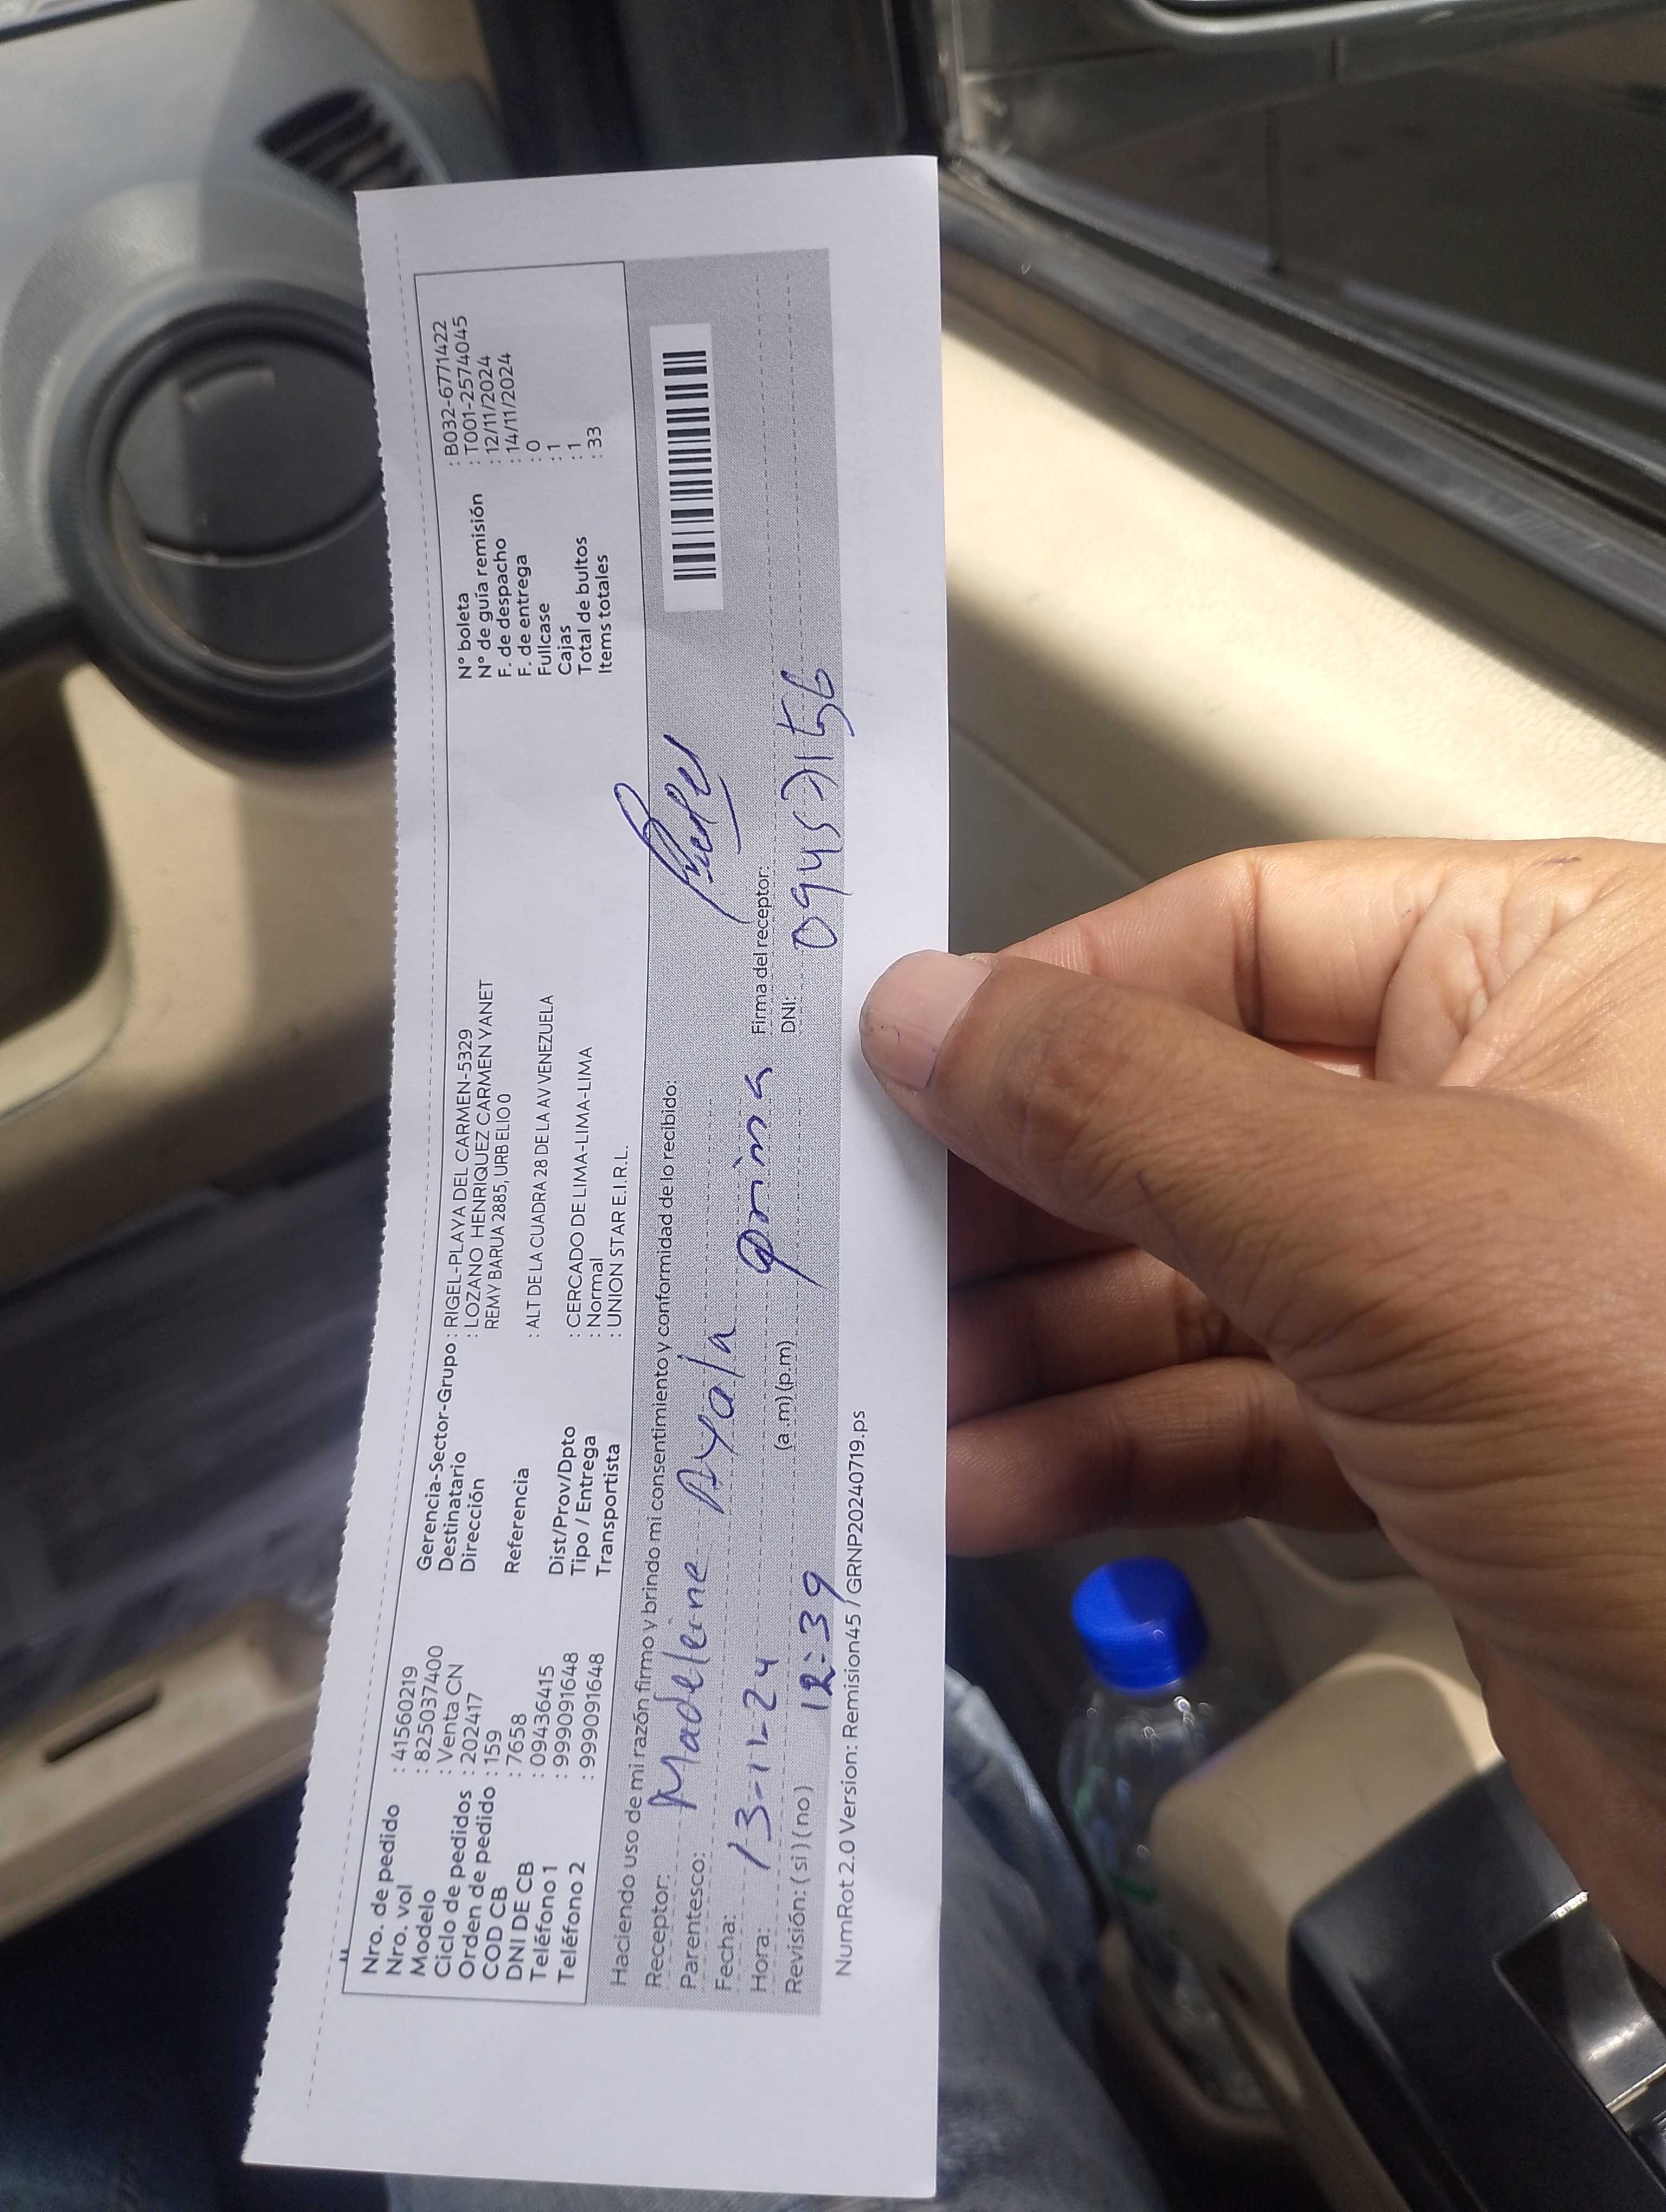 Nro. de pedido : 41560219
Nro. vol : 825037400
Modelo : Venta CN
Ciclo de pedidos : 202417
Orden de pedido : 159
COD CB : 7658
DNI DE CB : 09436415
Teléfono 1 : 999091648
Teléfono 2 : 999091648
Gerencia-Sector-Grupo : RIGEL-PLAYA DEL CARMEN-5329
Destinatario : LOZANO HENRIQUEZ CARMEN YANET
Dirección REMY BARUA 2885, URB ELIO 0
Referencia : ALT DE LA CUADRA 28 DE LA AV VENEZUELA
Dist/Prov/Dpto : CERCADO DE LIMA-LIMA-LIMA
Tipo / Entrega : Normal
Transportista : UNION STAR E.I.R.L.
N° boleta : B032-6771422
N° de guía remisión : T001-2574045
F. de despacho : 12/11/2024
F. de entrega : 14/11/2024
Fullcase : 0
Cajas : 1
Total de bultos : 1
Items totales : 33
Haciendo uso de mi razón firmo y brindo mi consentimiento y conformidad de lo recibido:
Receptor: Madeleine Ayala
Parentesco: prima
Fecha: 13-11-24
Hora: 12:39 (a.m) (p.m)
Revisión: ( si ) ( no )
Firma del receptor:
DNI: 09457156
NumRot 2.0 Version: Remision45 / GRNP20240719.ps